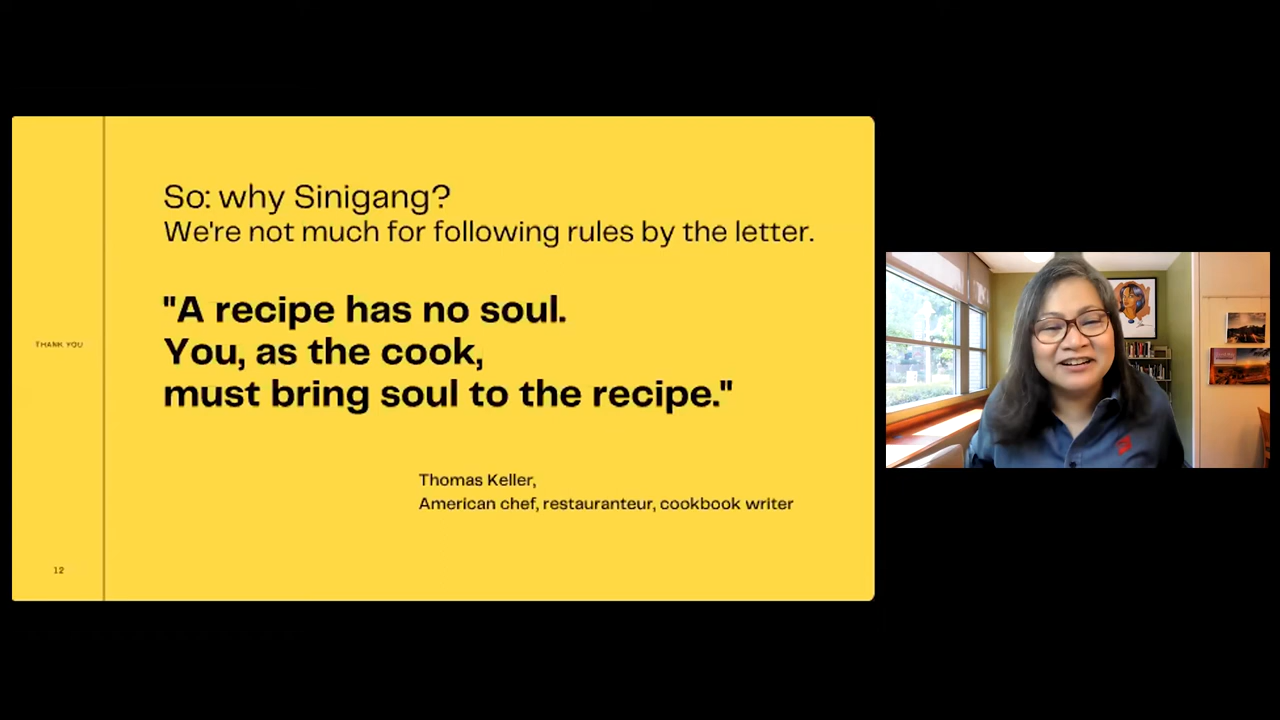 So: why Sinigang?
We're not much for following rules by the letter.
"A recipe has no soul.
You, as the cook,
must bring soul to the recipe."
THANK YOU
Thomas Keller,
American chef, restauranteur, cookbook writer
12